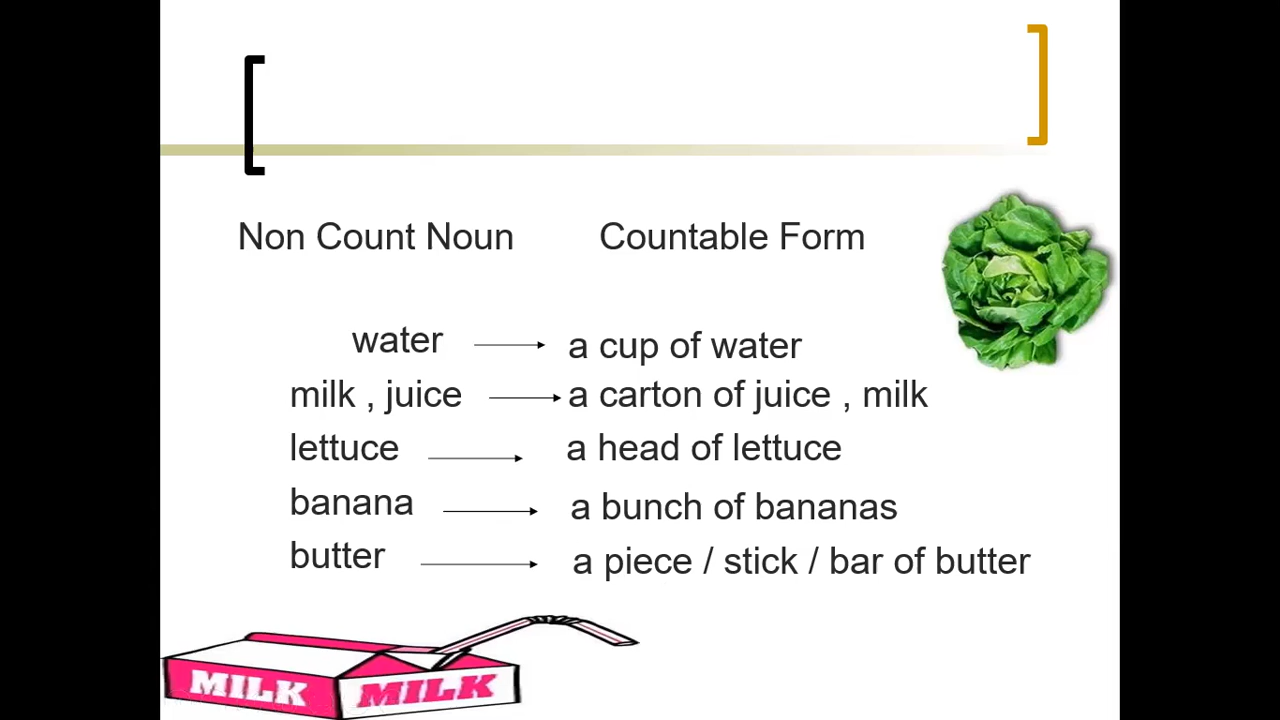 Non Count Noun Countable Form
water a cup of water
milk , juice a carton of juice , milk
lettuce a head of lettuce
banana a bunch of bananas
butter a piece / stick / bar of butter
MILK MILK